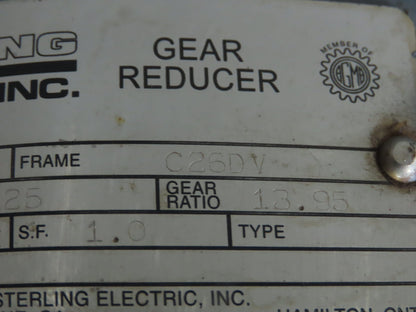 NG GEAR MEMBER OF
INC. REDUCER AGMA
FRAME C26DV
25 GEAR RATIO 13.95
S.F. 1.0 TYPE
STERLING ELECTRIC, INC.
HAMILTON, ONT